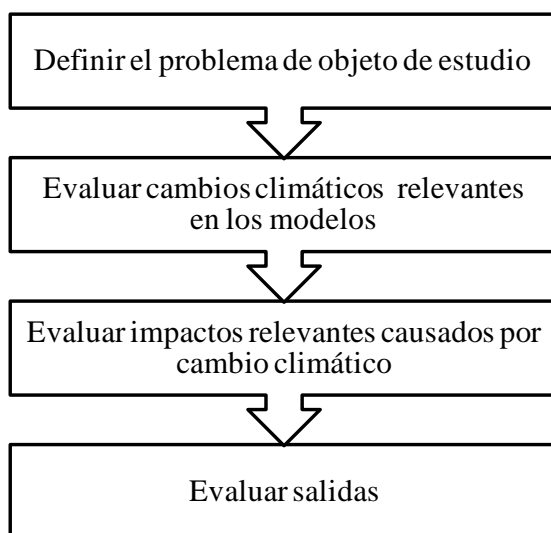 Definir el problema de objeto de estudio
Evaluar cambios climáticos relevantes
en los modelos
Evaluar impactos relevantes causados por
cambio climático
Evaluar salidas